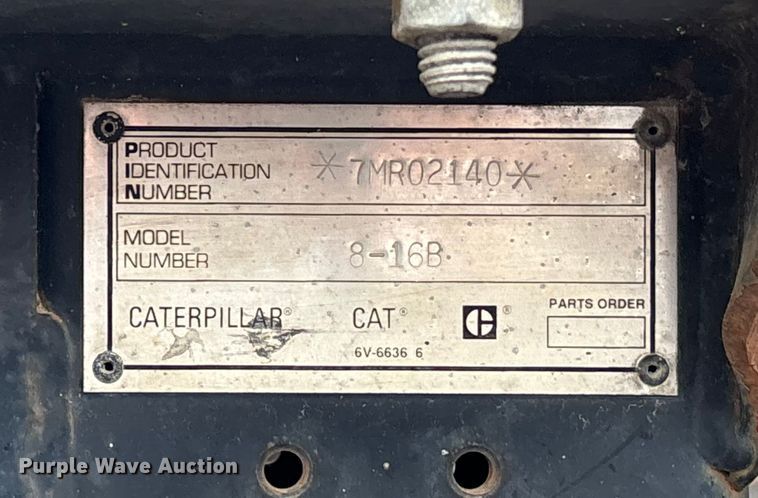 PRODUCT
IDENTIFICATION
NUMBER
*7MR02140*
MODEL
NUMBER
8-16B
CATERPILLAR®
CAT®
C ®
PARTS ORDER
6V-6636 6
Purple Wave Auction